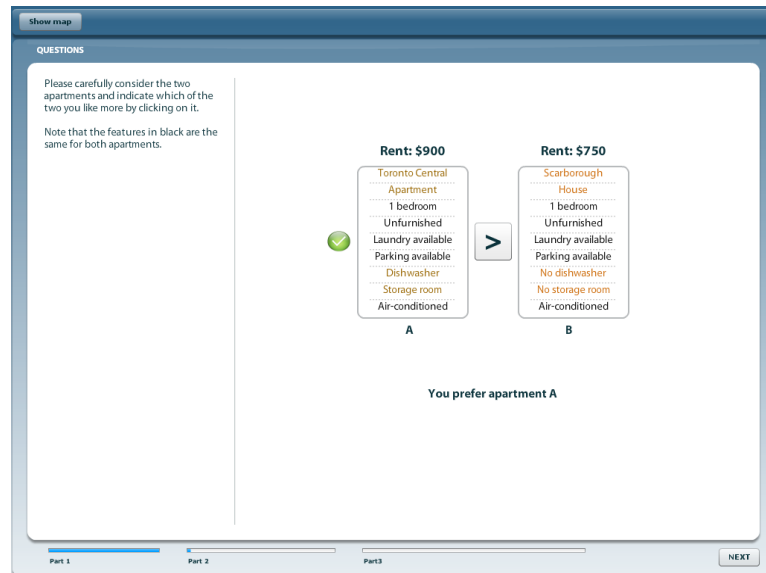 Show map
QUESTIONS
Please carefully consider the two
apartments and indicate which of the
two you like more by clicking on it.
Note that the features in black are the
same for both apartments.
Rent: $900
Toronto Central
Apartment
1 bedroom
Unfurnished
Laundry available
Parking available
Dishwasher
Storage room
Air-conditioned
A
>
Rent: $750
Scarborough
House
1 bedroom
Unfurnished
Laundry available
Parking available
No dishwasher
No storage room
Air-conditioned
B
You prefer apartment A
Part 1
Part 2
Part3
NEXT